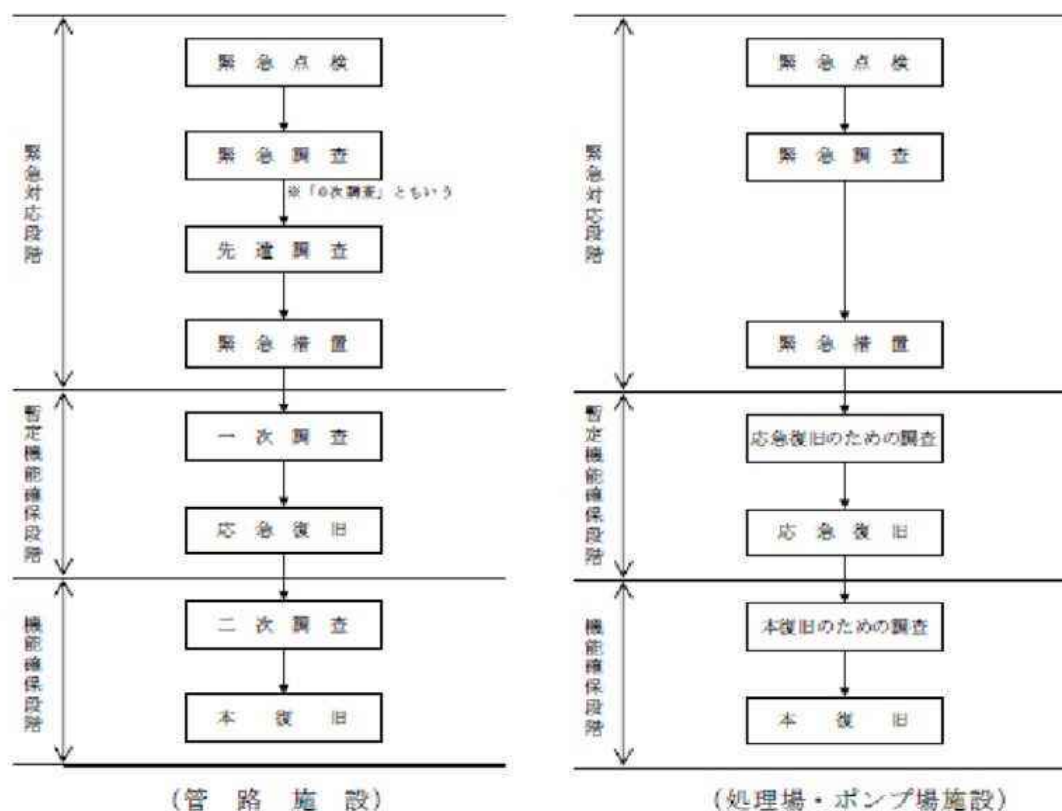 緊急対応段階
緊急点検
緊急調査
※「0次調査」ともいう
先遣調査
緊急措置
暫定機能確保段階
一次調査
応急復旧
機能確保段階
二次調査
本復旧
(管路施設)
緊急対応段階
緊急点検
緊急調査
緊急措置
暫定機能確保段階
応急復旧のための調査
応急復旧
機能確保段階
本復旧のための調査
本復旧
(処理場・ポンプ場施設)